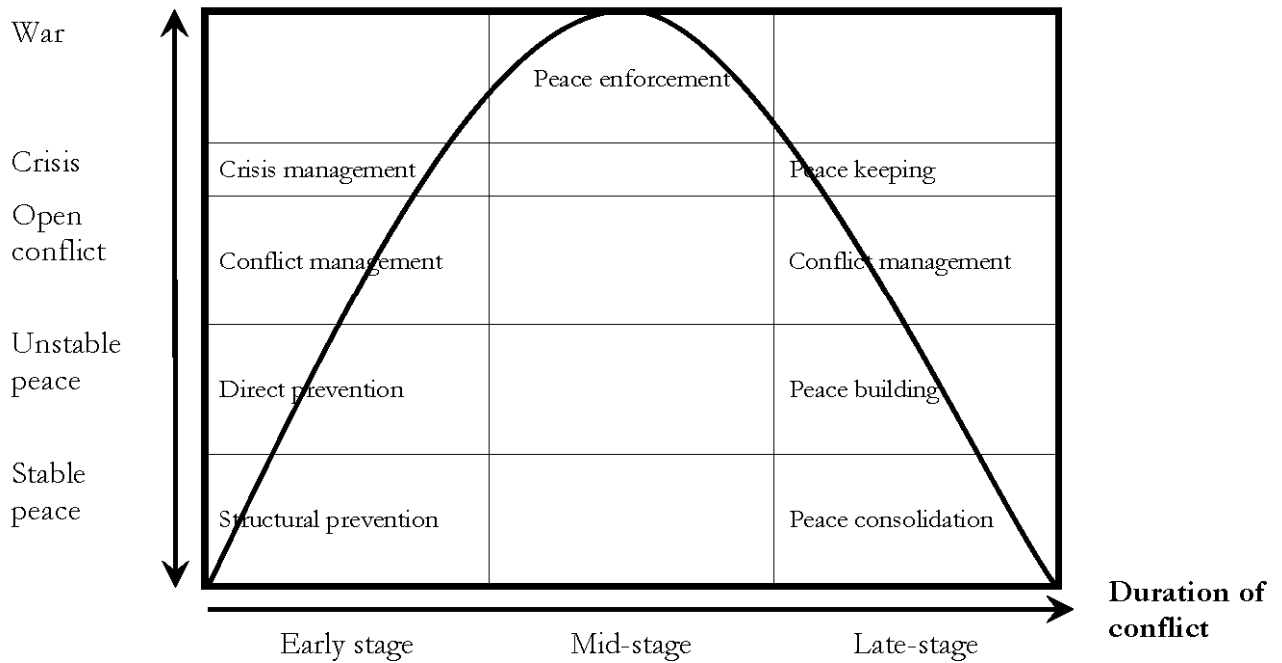 War
Peace enforcement
Crisis
Crisis management
Peace keeping
Open
conflict
Conflict management
Conflict management
Unstable
peace
Direct prevention
Peace building
Stable
peace
Structural prevention
Peace consolidation
Duration of
conflict
Early stage
Mid-stage
Late-stage